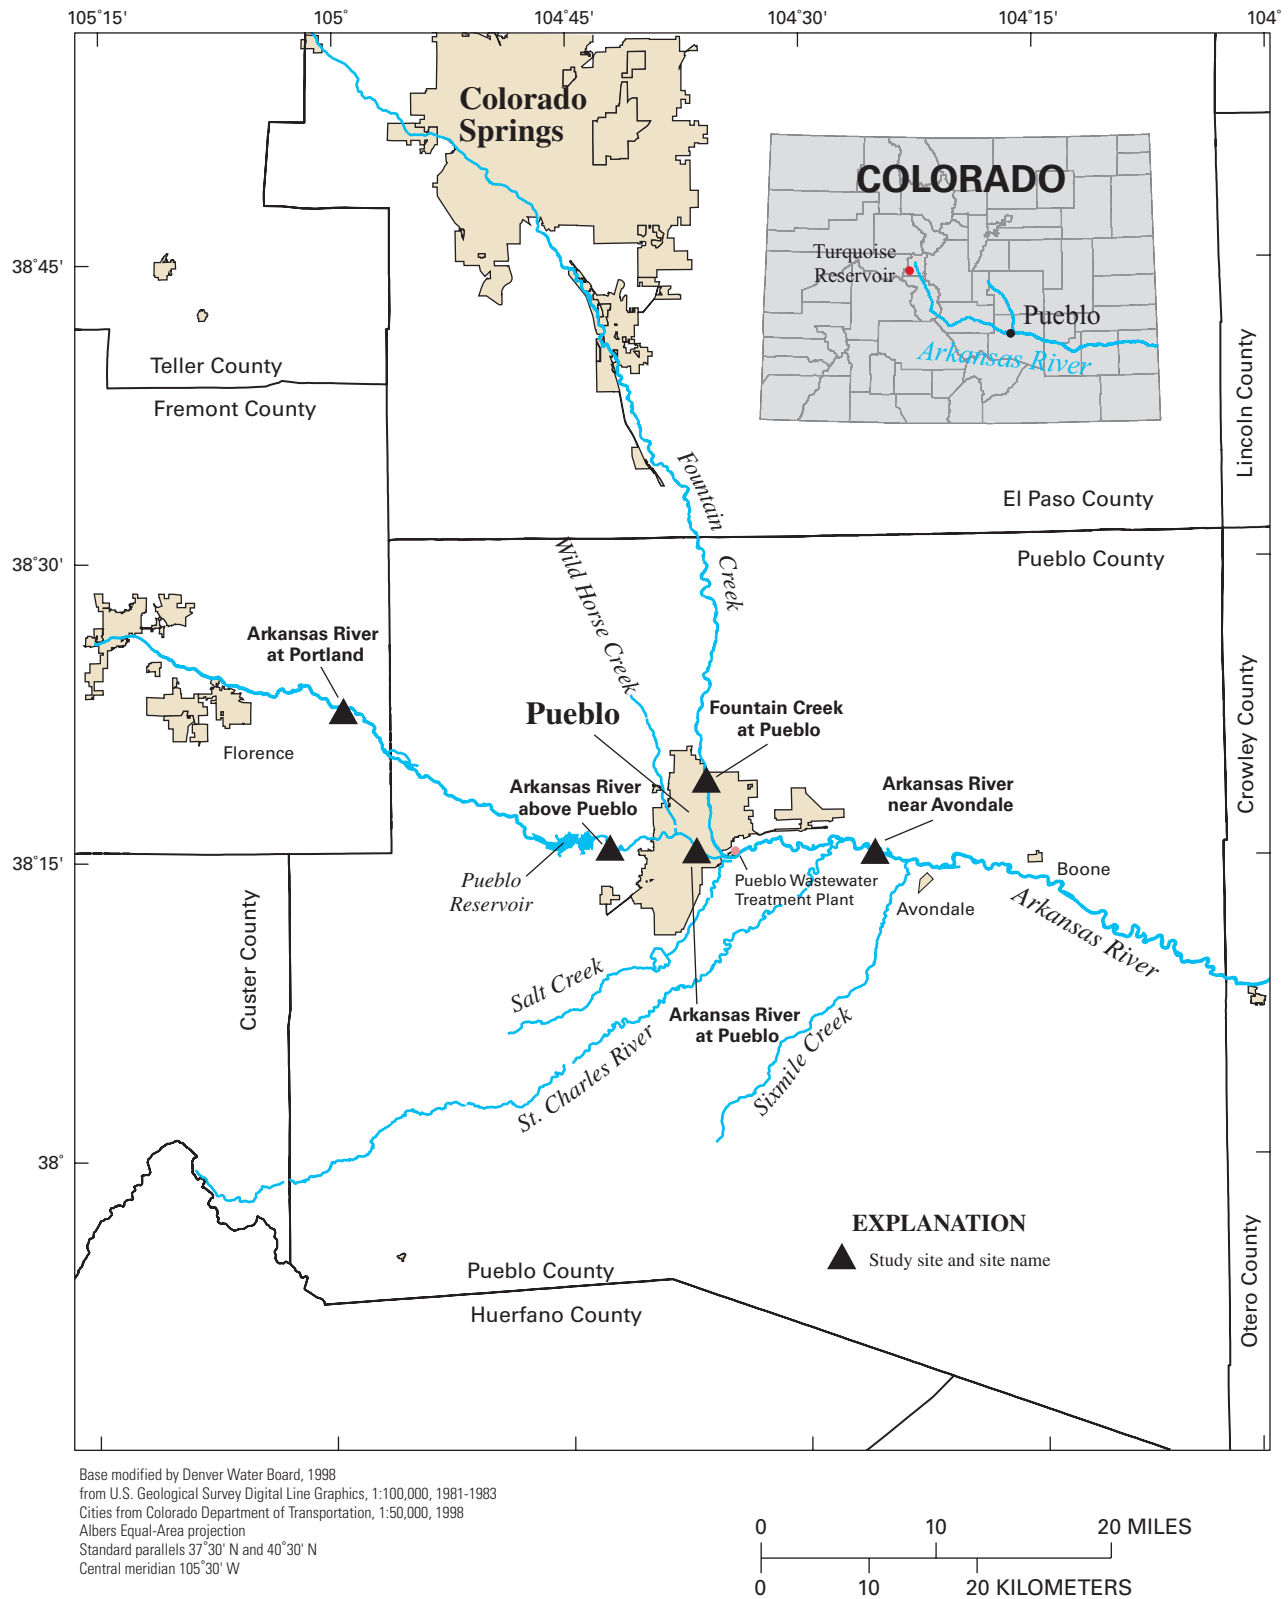 105°15'
105°
104°45'
104°30'
104°15'
104°
Colorado
Springs
COLORADO
Turquoise
Reservoir
Pueblo
Arkansas River
38°45'
Teller County
Fremont County
Lincoln County
Fountain
Creek
El Paso County
Pueblo County
38°30'
Wild Horse Creek
Arkansas River
at Portland
Florence
Pueblo
Fountain Creek
at Pueblo
Arkansas River
above Pueblo
Arkansas River
near Avondale
Crowley County
38°15'
Pueblo
Reservoir
Pueblo Wastewater
Treatment Plant
Boone
Avondale
Arkansas River
Custer County
Salt Creek
Arkansas River
at Pueblo
St. Charles River
Sixmile Creek
38°
EXPLANATION
Study site and site name
Pueblo County
Huerfano County
Otero County
Base modified by Denver Water Board, 1998
from U.S. Geological Survey Digital Line Graphics, 1:100,000, 1981-1983
Cities from Colorado Department of Transportation, 1:50,000, 1998
Albers Equal-Area projection
Standard parallels 37°30' N and 40°30' N
Central meridian 105°30' W
0 10 20 MILES
0 10 20 KILOMETERS